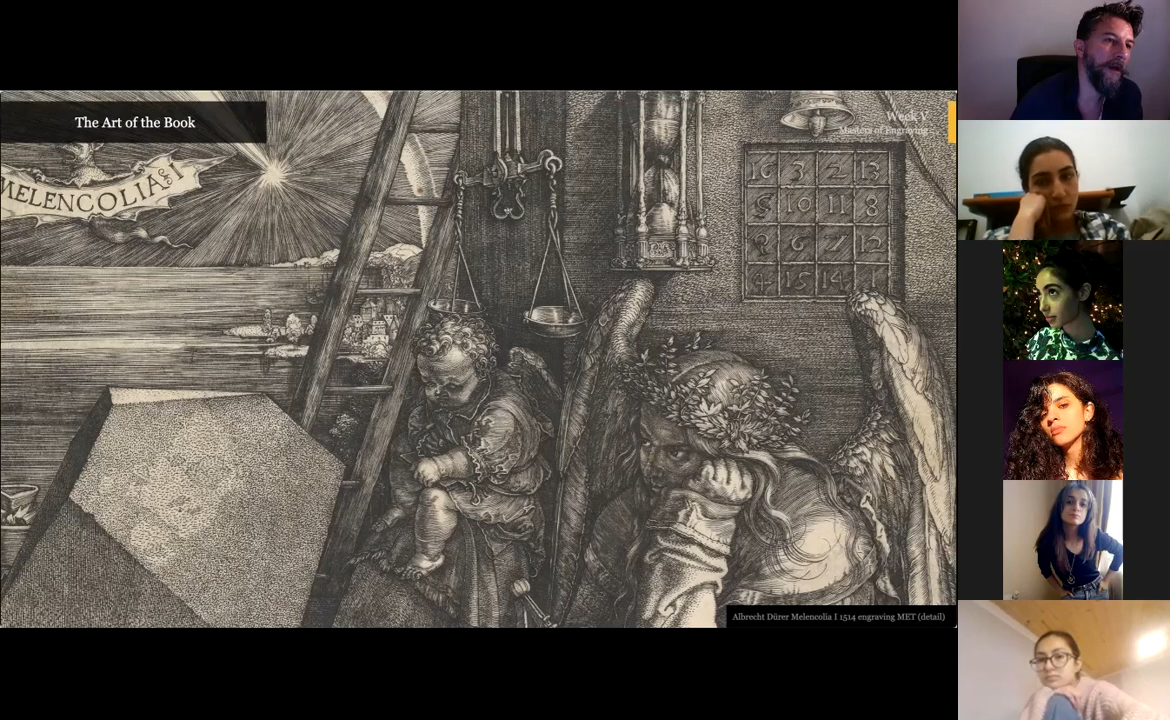 The Art of the Book
Week V
Masters of Engraving
MELENCOLIA § I
16 3 2 13
5 10 11 8
9 6 7 12
4 15 14 1
Albrecht Dürer Melencolia I 1514 engraving MET (detail)